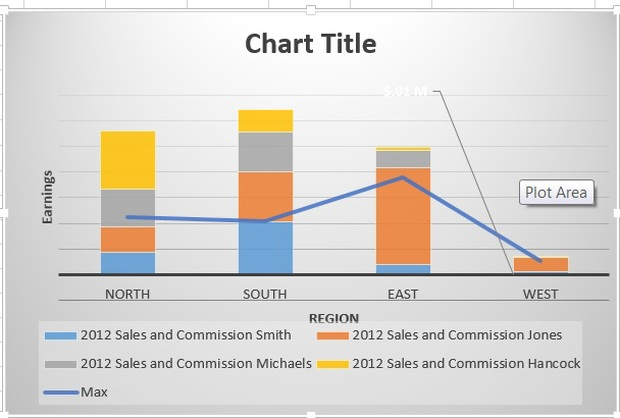 Chart Title
-$.01 M
Earnings
Plot Area
NORTH SOUTH EAST WEST
REGION
2012 Sales and Commission Smith 2012 Sales and Commission Jones
2012 Sales and Commission Michaels 2012 Sales and Commission Hancock
Max